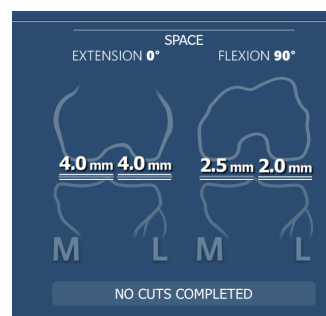 SPACE
EXTENSION 0° FLEXION 90°
4.0 mm 4.0 mm 2.5 mm 2.0 mm
M L M L
NO CUTS COMPLETED